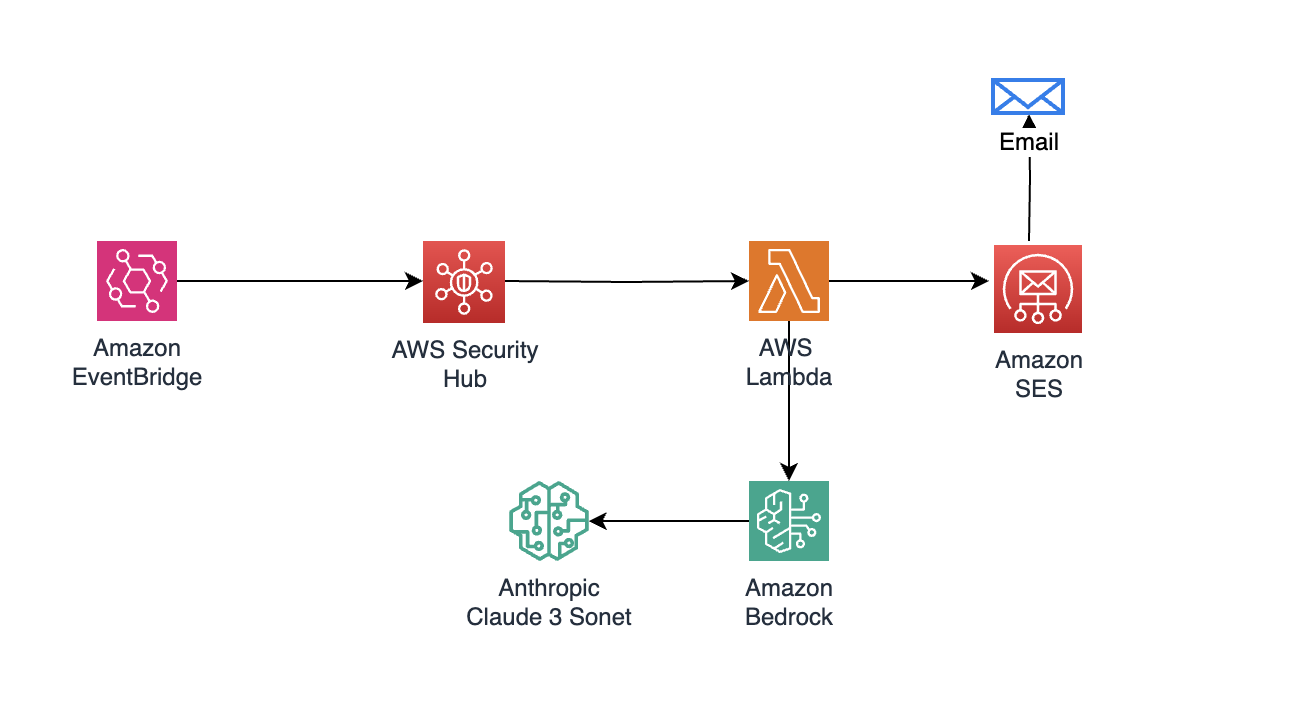 Email
Amazon
EventBridge
AWS Security
Hub
AWS
Lambda
Amazon
SES
Anthropic
Claude 3 Sonet
Amazon
Bedrock